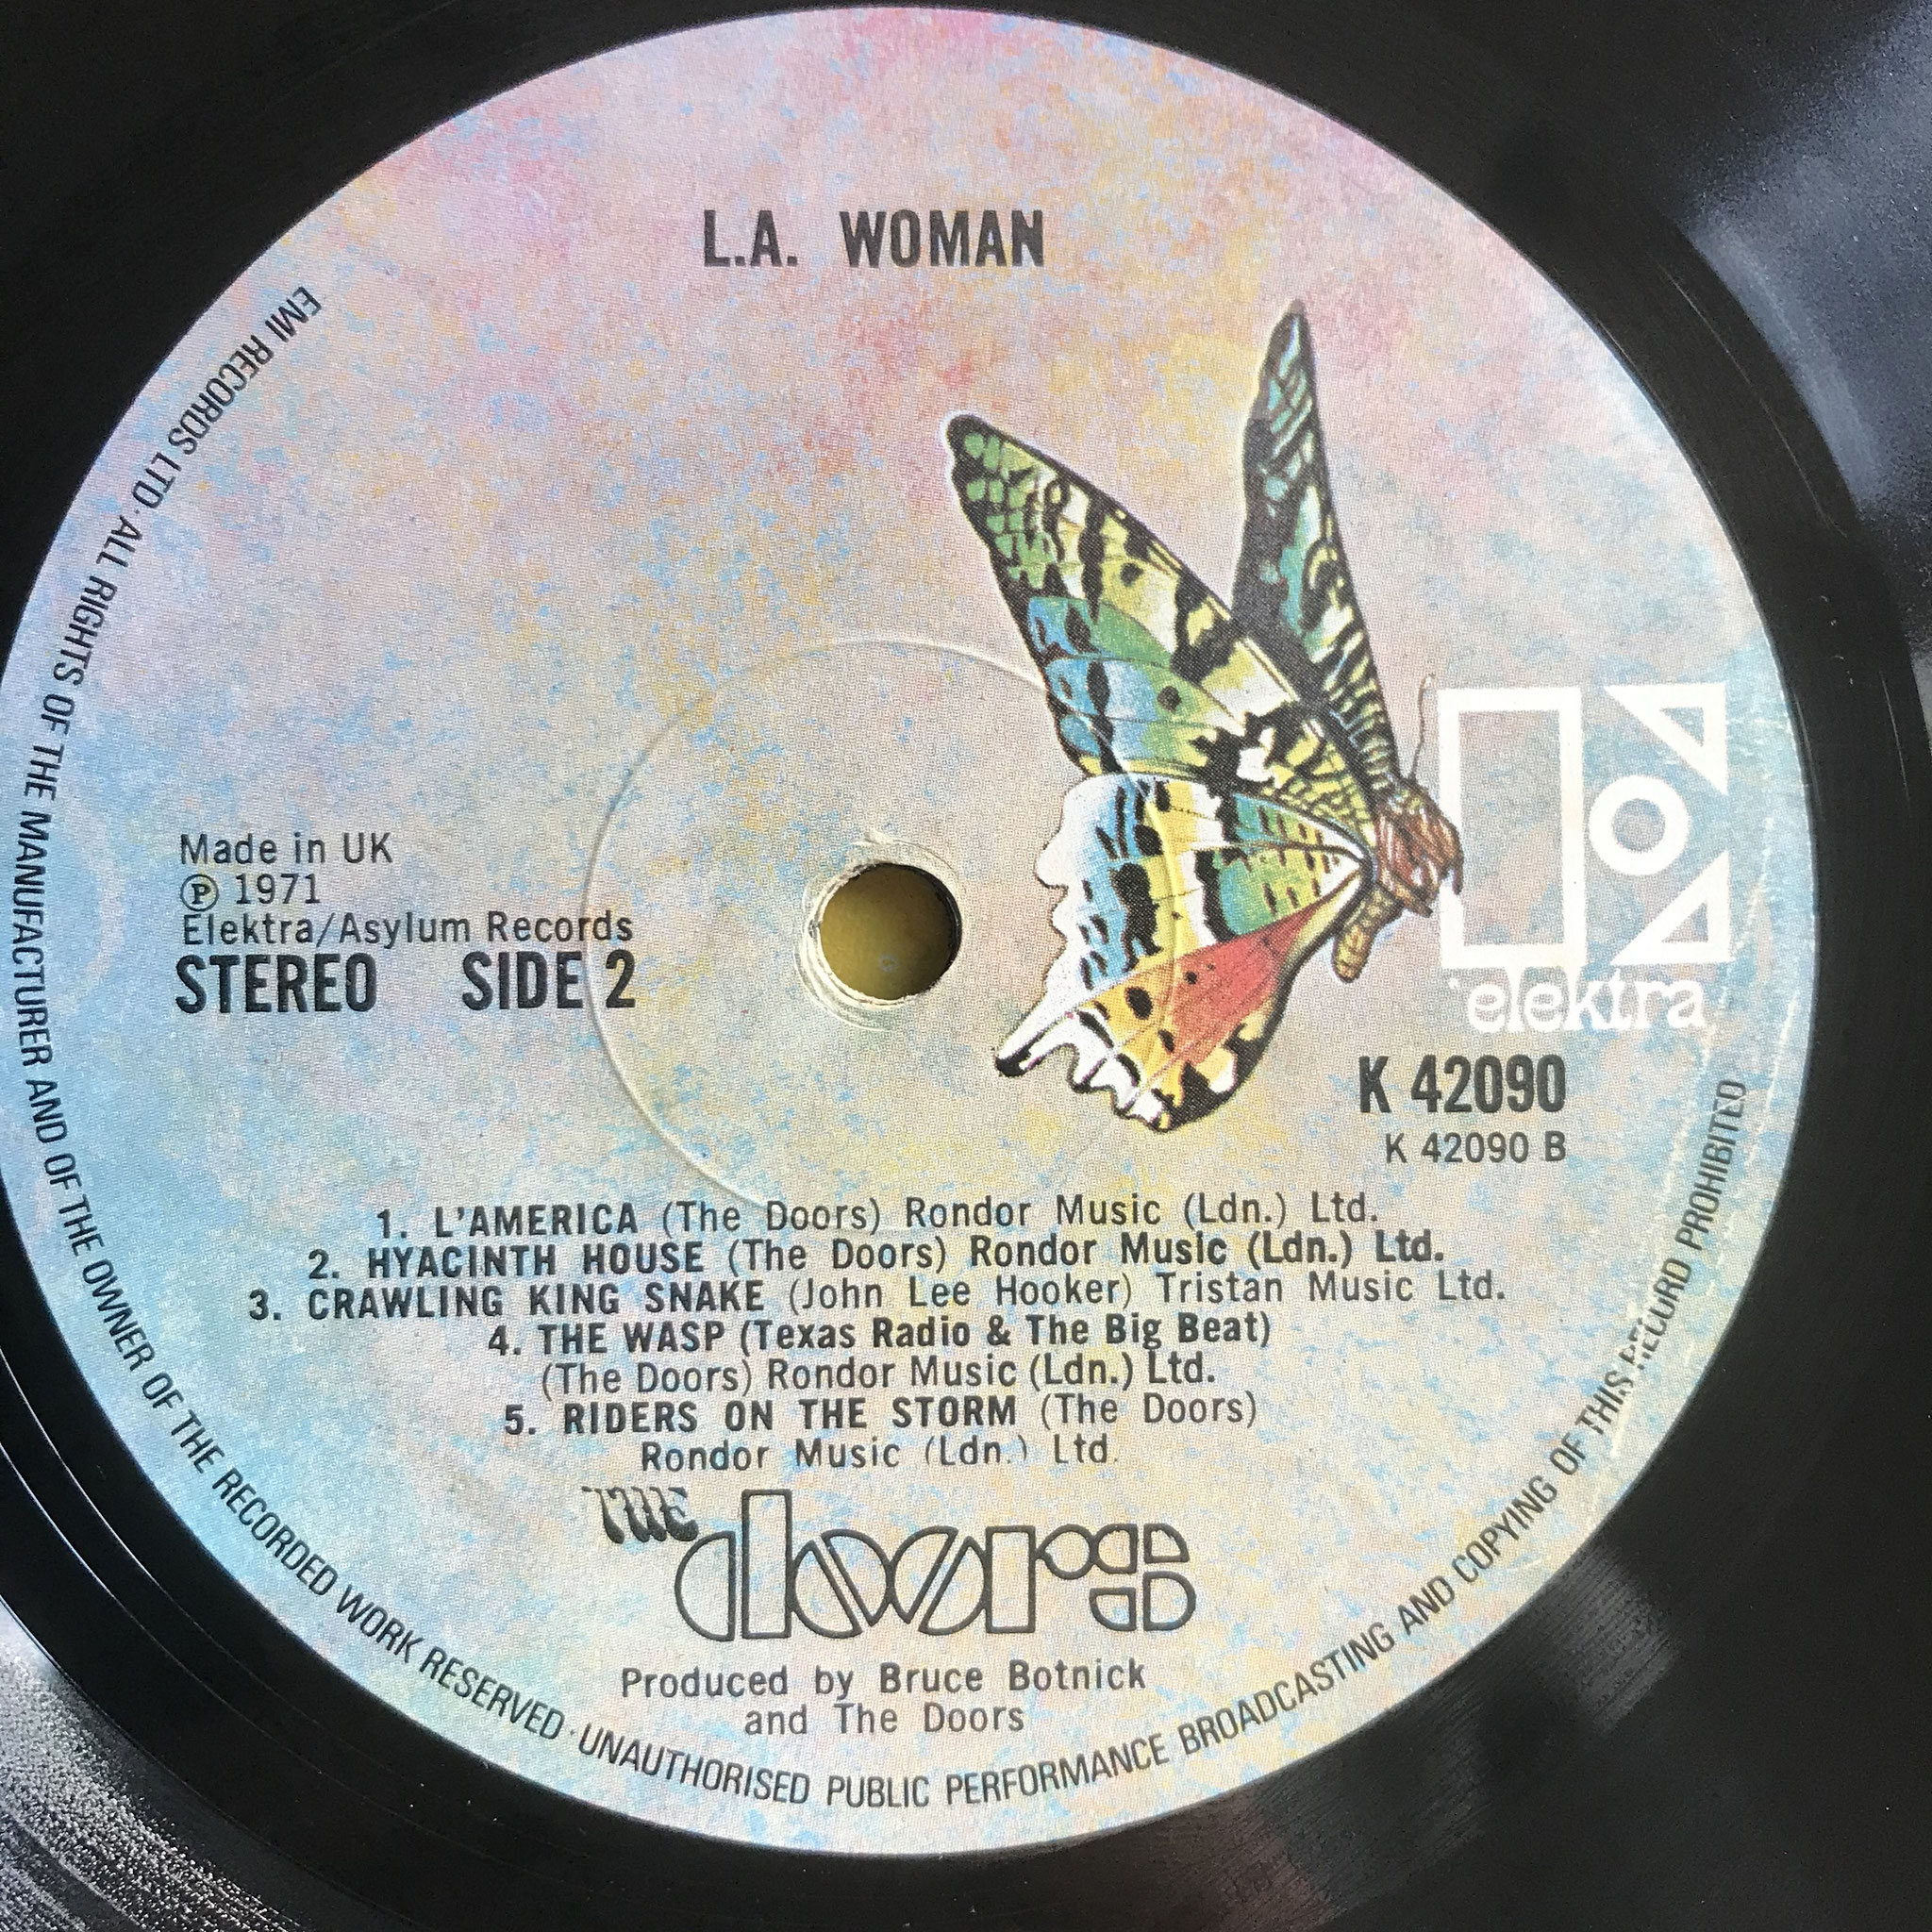 L.A. WOMAN
EMI RECORDS LTD · ALL RIGHTS OF THE MANUFACTURER AND OF THE OWNER OF THE RECORDED WORK RESERVED · UNAUTHORISED PUBLIC PERFORMANCE BROADCASTING AND COPYING OF THIS RECORD PROHIBITED
Made in UK
Ⓟ 1971
Elektra/Asylum Records
STEREO SIDE 2
elektra
K 42090
K 42090 B
1. L'AMERICA (The Doors) Rondor Music (Ldn.) Ltd.
2. HYACINTH HOUSE (The Doors) Rondor Music (Ldn.) Ltd.
3. CRAWLING KING SNAKE (John Lee Hooker) Tristan Music Ltd.
4. THE WASP (Texas Radio & The Big Beat)
(The Doors) Rondor Music (Ldn.) Ltd.
5. RIDERS ON THE STORM (The Doors)
Rondor Music (Ldn.) Ltd.
THE doors
Produced by Bruce Botnick
and The Doors